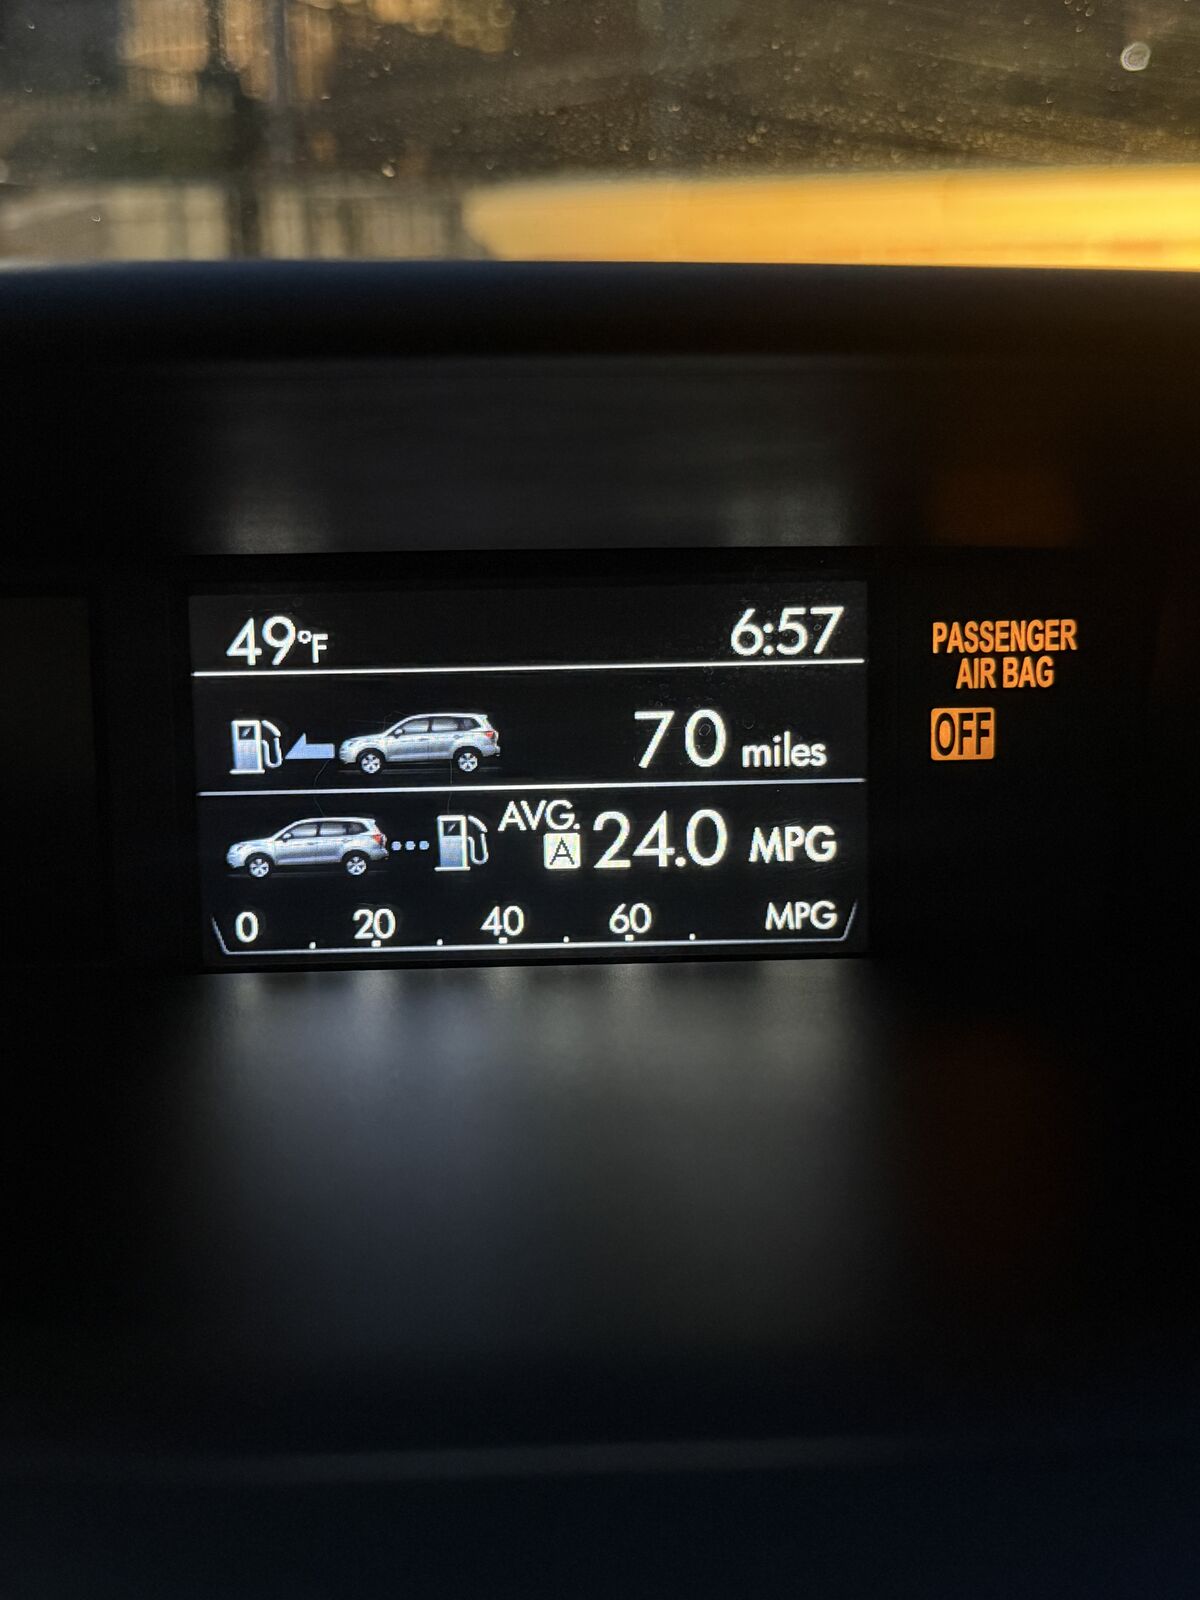 49°F 6:57
PASSENGER
AIR BAG
OFF
70 miles
AVG.
A 24.0 MPG
0 20 40 60 MPG